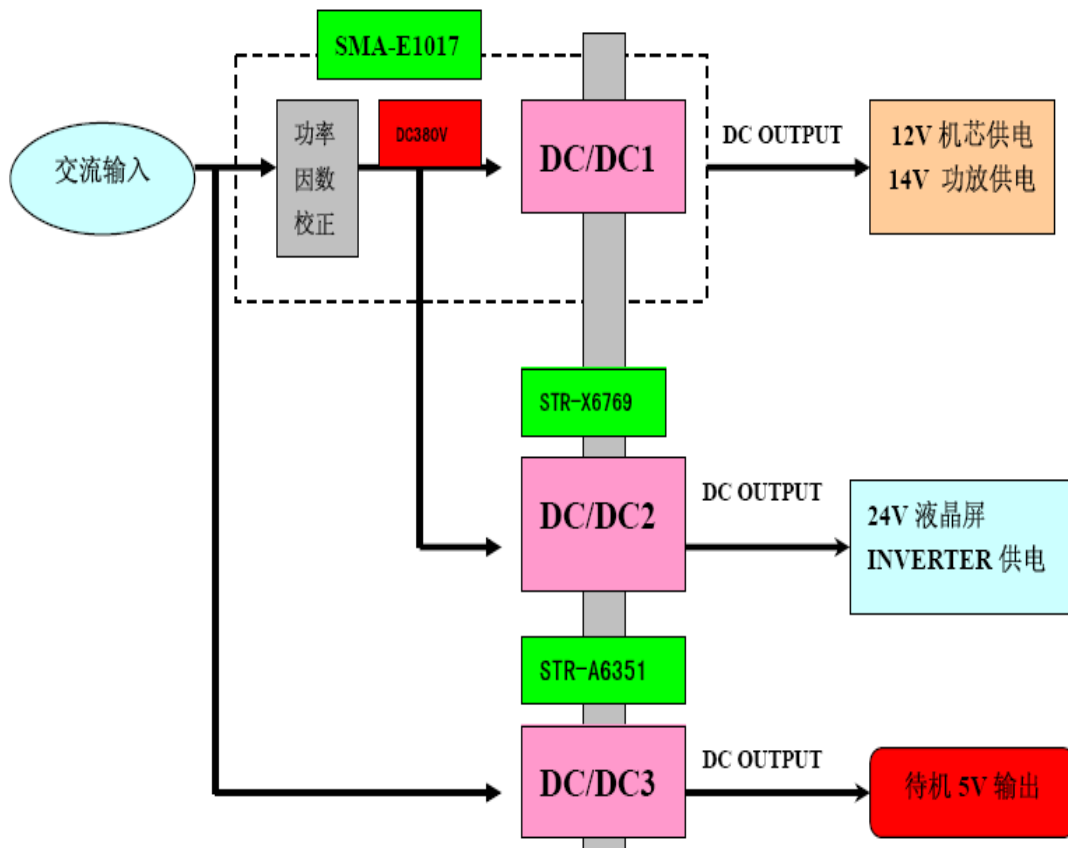 SMA-E1017
交流输入
功率
因数
校正
DC380V
DC/DC1
DC OUTPUT
12V 机芯供电
14V 功放供电
STR-X6769
DC/DC2
DC OUTPUT
24V 液晶屏
INVERTER 供电
STR-A6351
DC/DC3
DC OUTPUT
待机 5V 输出